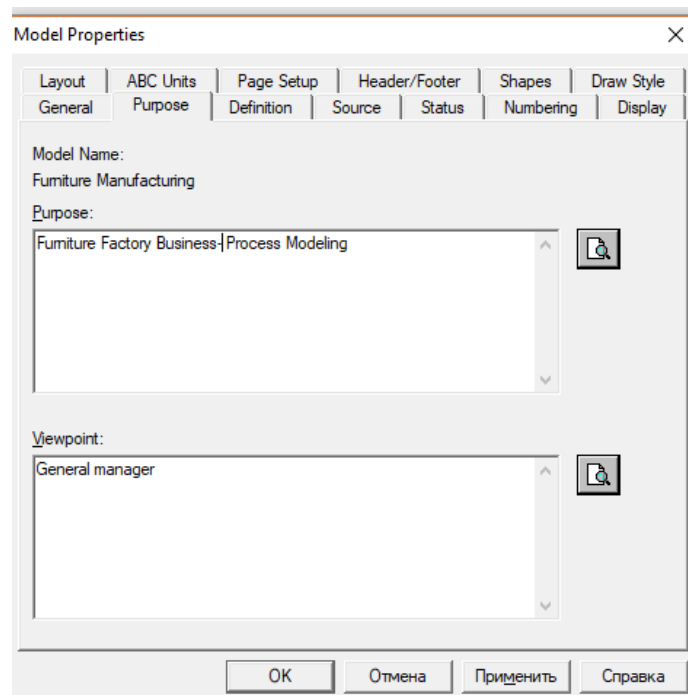 Model Properties
Layout ABC Units Page Setup Header/Footer Shapes Draw Style
General Purpose Definition Source Status Numbering Display
Model Name:
Furniture Manufacturing
Purpose:
Furniture Factory Business-Process Modeling
Viewpoint:
General manager
OK Отмена Применить Справка